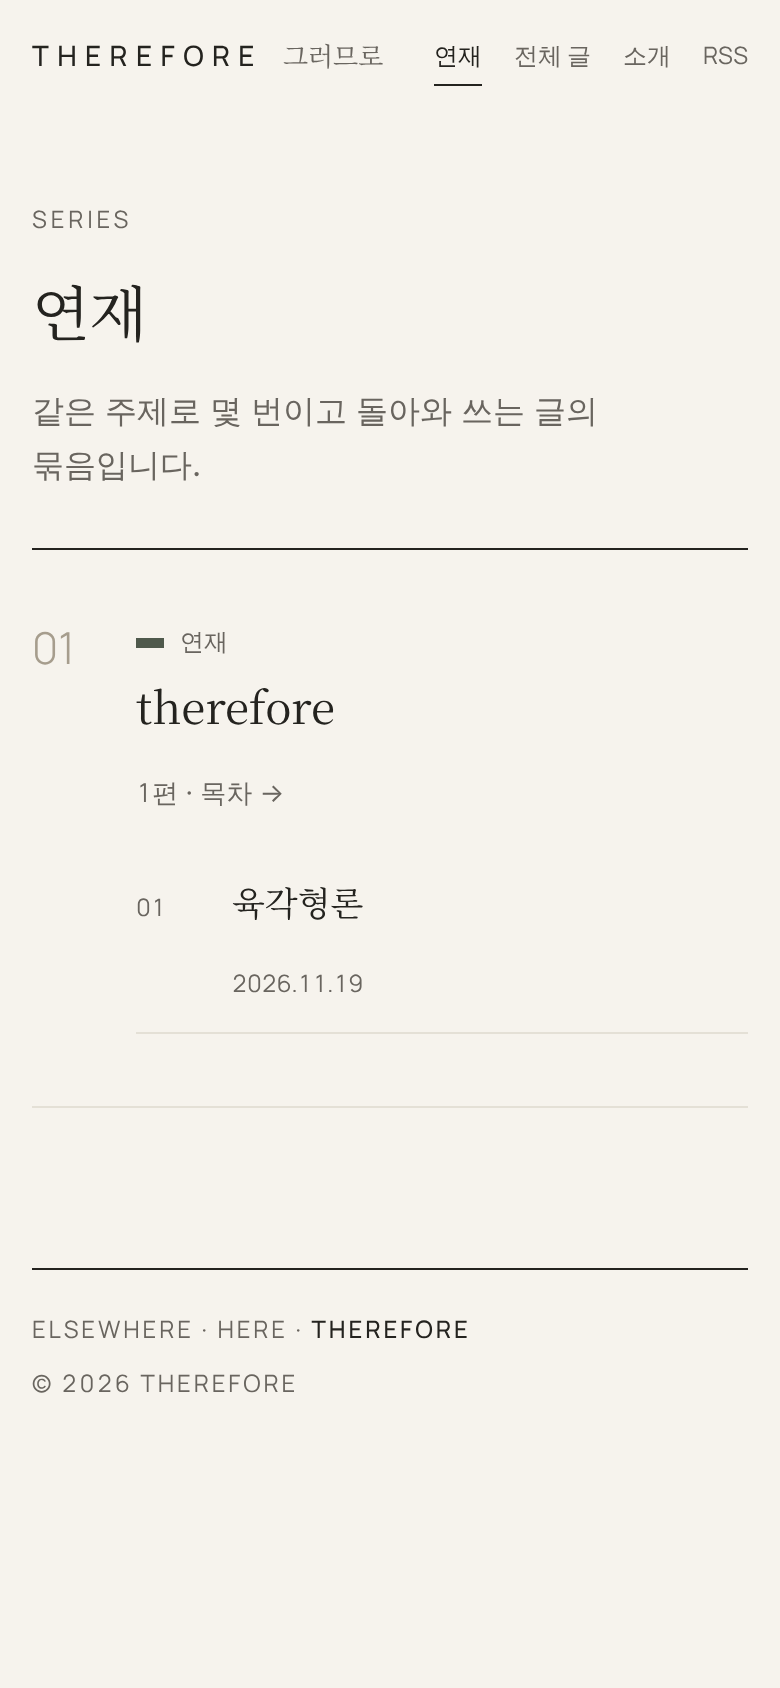 THEREFORE 그러므로 연재 전체 글 소개 RSS
SERIES
연재
같은 주제로 몇 번이고 돌아와 쓰는 글의
묶음입니다.
01 연재
therefore
1편 · 목차 →
01 육각형론
2026.11.19
ELSEWHERE · HERE · THEREFORE
© 2026 THEREFORE